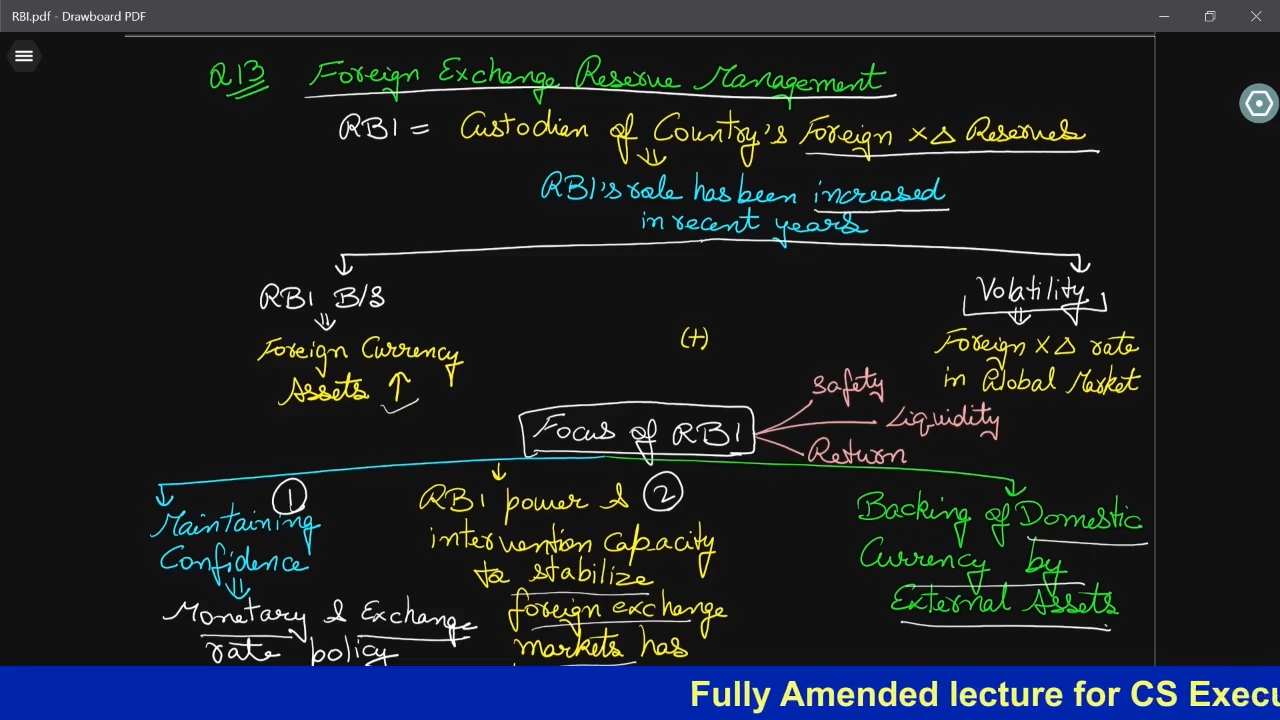 RBI.pdf - Drawboard PDF
Q13 Foreign Exchange Reserve Management
RBI = Custodian of Country's Foreign x∆ Reserves
RBI's role has been increased
in recent years
RBI B/S
Foreign Currency
Assets ↑
(+)
Volatility
Foreign x∆ rate
in Global Market
Focus of RBI
Safety
Liquidity
Return
①
Maintaining
Confidence
Monetary & Exchange
rate policy
RBI power & ②
intervention capacity
to stabilize
foreign exchange
markets has
Backing of Domestic
Currency by
External Assets
Fully Amended lecture for CS Execu